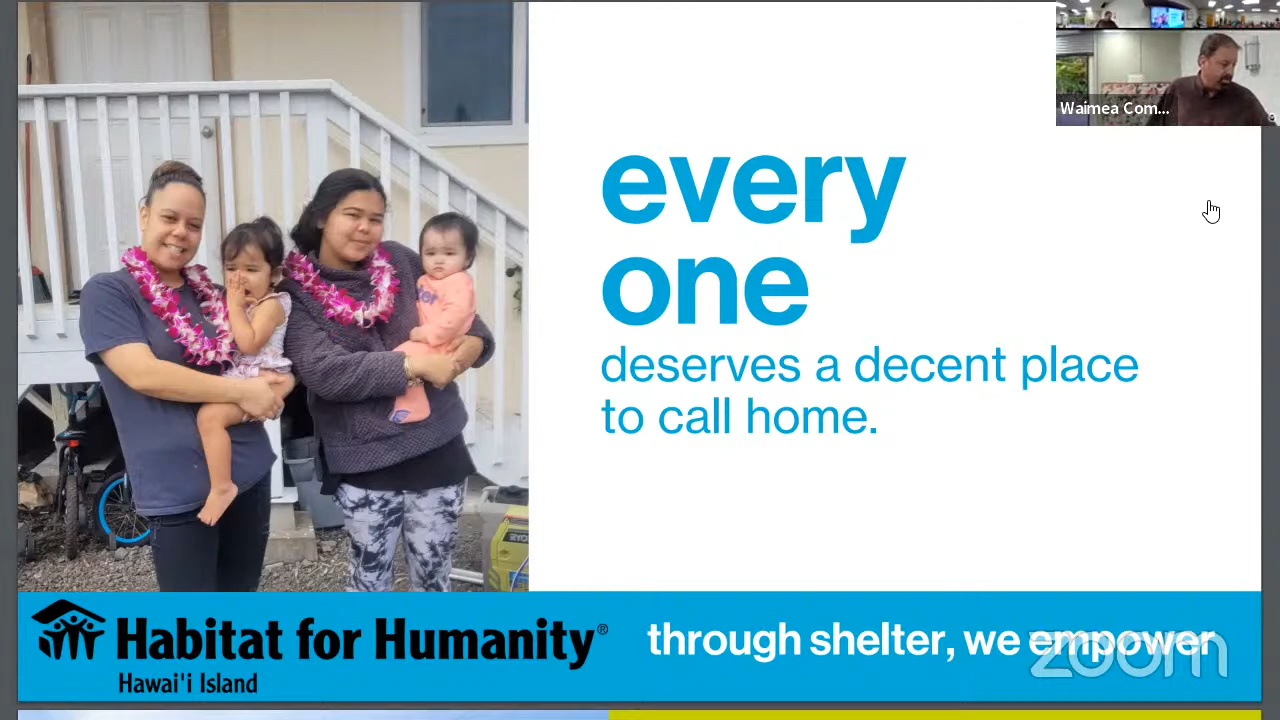 Waimea Com...
every
one
deserves a decent place
to call home.
Habitat for Humanity®
Hawai'i Island
through shelter, we empower
zoom
RYOBI